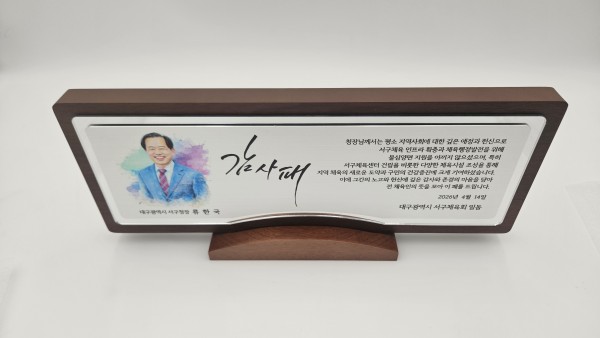 감사패
청장님께서는 평소 지역사회에 대한 깊은 애정과 헌신으로
서구체육 인프라 확충과 체육행정발전을 위해
물심양면 지원을 아끼지 않으셨으며, 특히
서구체육센터 건립을 비롯한 다양한 체육시설 조성을 통해
지역 체육의 새로운 도약과 구민의 건강증진에 크게 기여하셨습니다.
이에 그간의 노고와 헌신에 깊은 감사와 존경의 마음을 담아
전 체육인의 뜻을 모아 이 패를 드립니다.
2026년 4월 14일
대구광역시 서구체육회 일동
대구광역시 서구청장 류한국